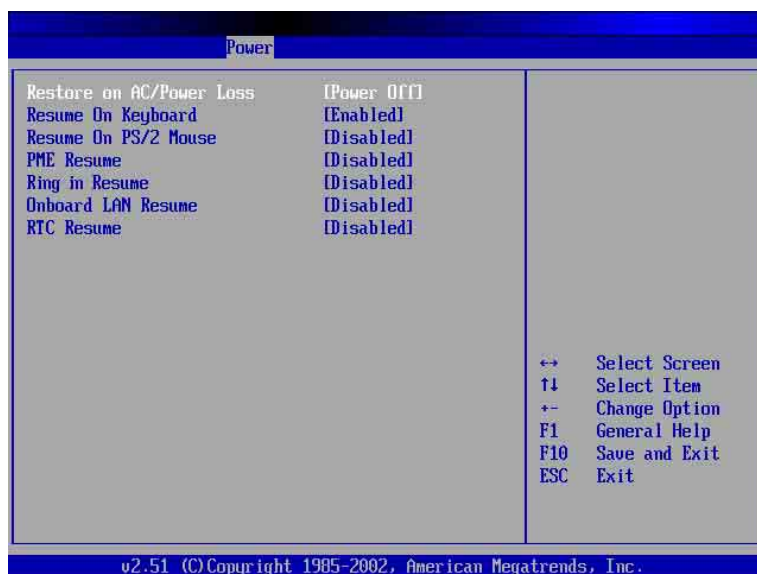 Power
Restore on AC/Power Loss [Power Off]
Resume On Keyboard [Enabled]
Resume On PS/2 Mouse [Disabled]
PME Resume [Disabled]
Ring in Resume [Disabled]
Onboard LAN Resume [Disabled]
RTC Resume [Disabled]
↔ Select Screen
↑↓ Select Item
+- Change Option
F1 General Help
F10 Save and Exit
ESC Exit
v2.51 (C)Copyright 1985-2002, American Megatrends, Inc.